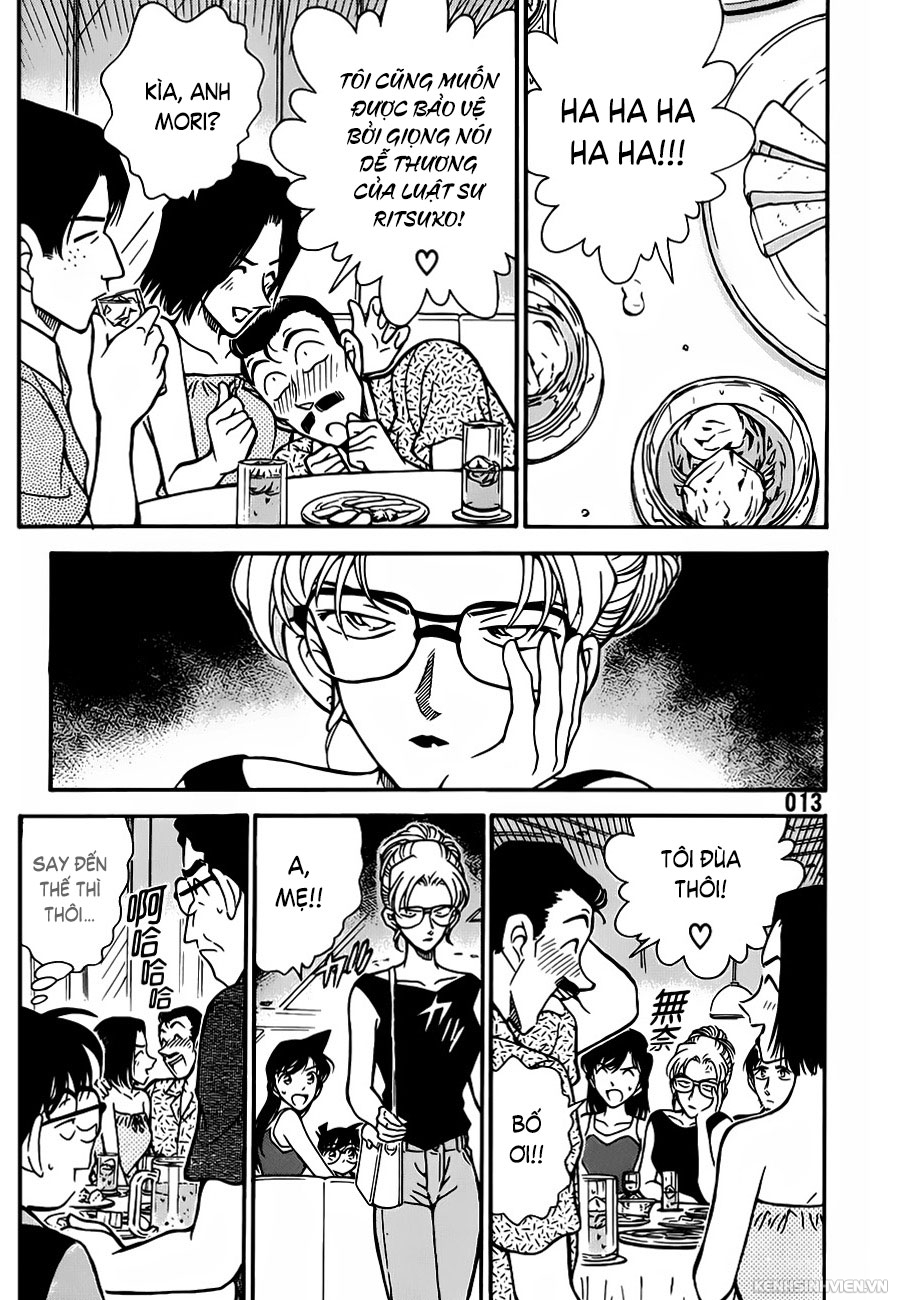 HA HA HA
HA HA!!!
TÔI CŨNG MUỐN
ĐƯỢC BẢO VỆ
BỞI GIỌNG NÓI
DỄ THƯƠNG
CỦA LUẬT SƯ
RITSUKO!
♡
KÌA, ANH
MORI?
013
TÔI ĐÙA
THÔI!
♡
無奈
BỐ
ƠI!!
A,
MẸ!!
SAY ĐẾN
THẾ THÌ
THÔI...
啊哈哈哈
KENHSINHVIEN.VN